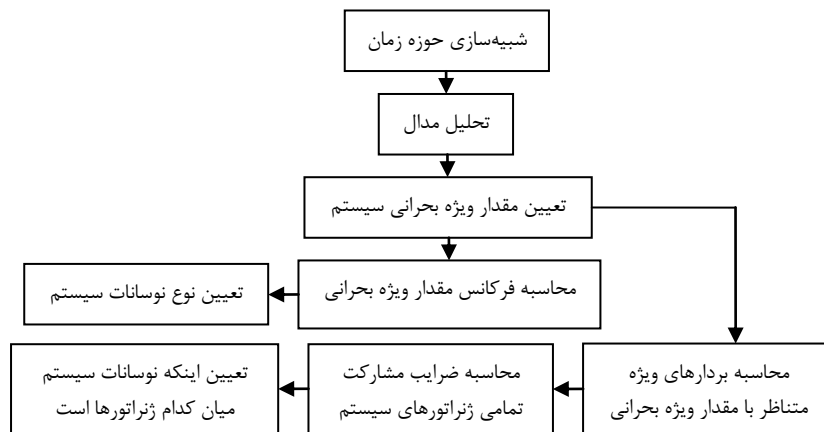 شبیه‌سازی حوزه زمان
تحلیل مدال
تعیین مقدار ویژه بحرانی سیستم
محاسبه فرکانس مقدار ویژه بحرانی
تعیین نوع نوسانات سیستم
محاسبه بردارهای ویژه
متناظر با مقدار ویژه بحرانی
محاسبه ضرایب مشارکت
تمامی ژنراتورهای سیستم
تعیین اینکه نوسانات سیستم
میان کدام ژنراتورها است